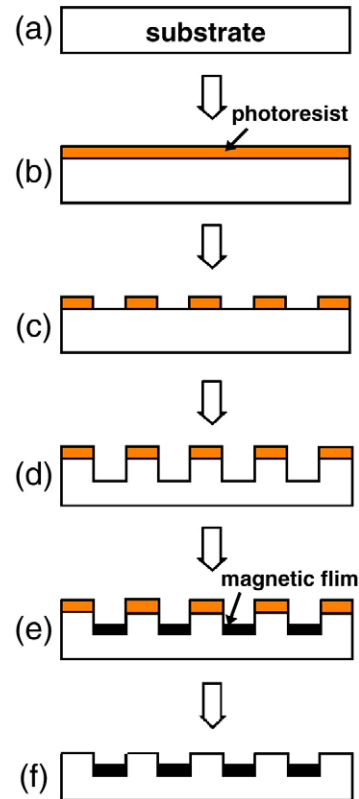 (a)
substrate
photoresist
(b)
(c)
(d)
magnetic flim
(e)
(f)